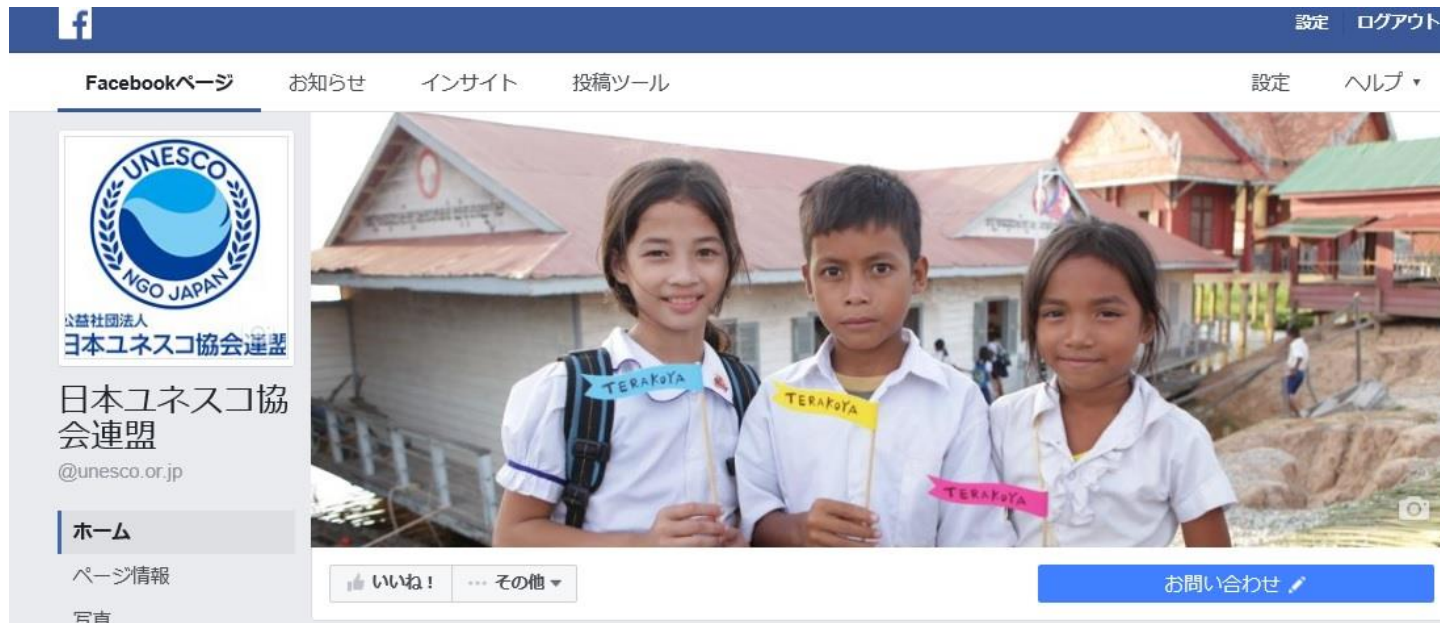 設定 ログアウト
Facebookページ お知らせ インサイト 投稿ツール 設定 ヘルプ
UNESCO
NGO JAPAN
公益社団法人
日本ユネスコ協会連盟
日本ユネスコ協
会連盟
@unesco.or.jp
ホーム
ページ情報
写真
TERAKOYA
TERAKOYA
TERAKOYA
いいね! … その他
お問い合わせ